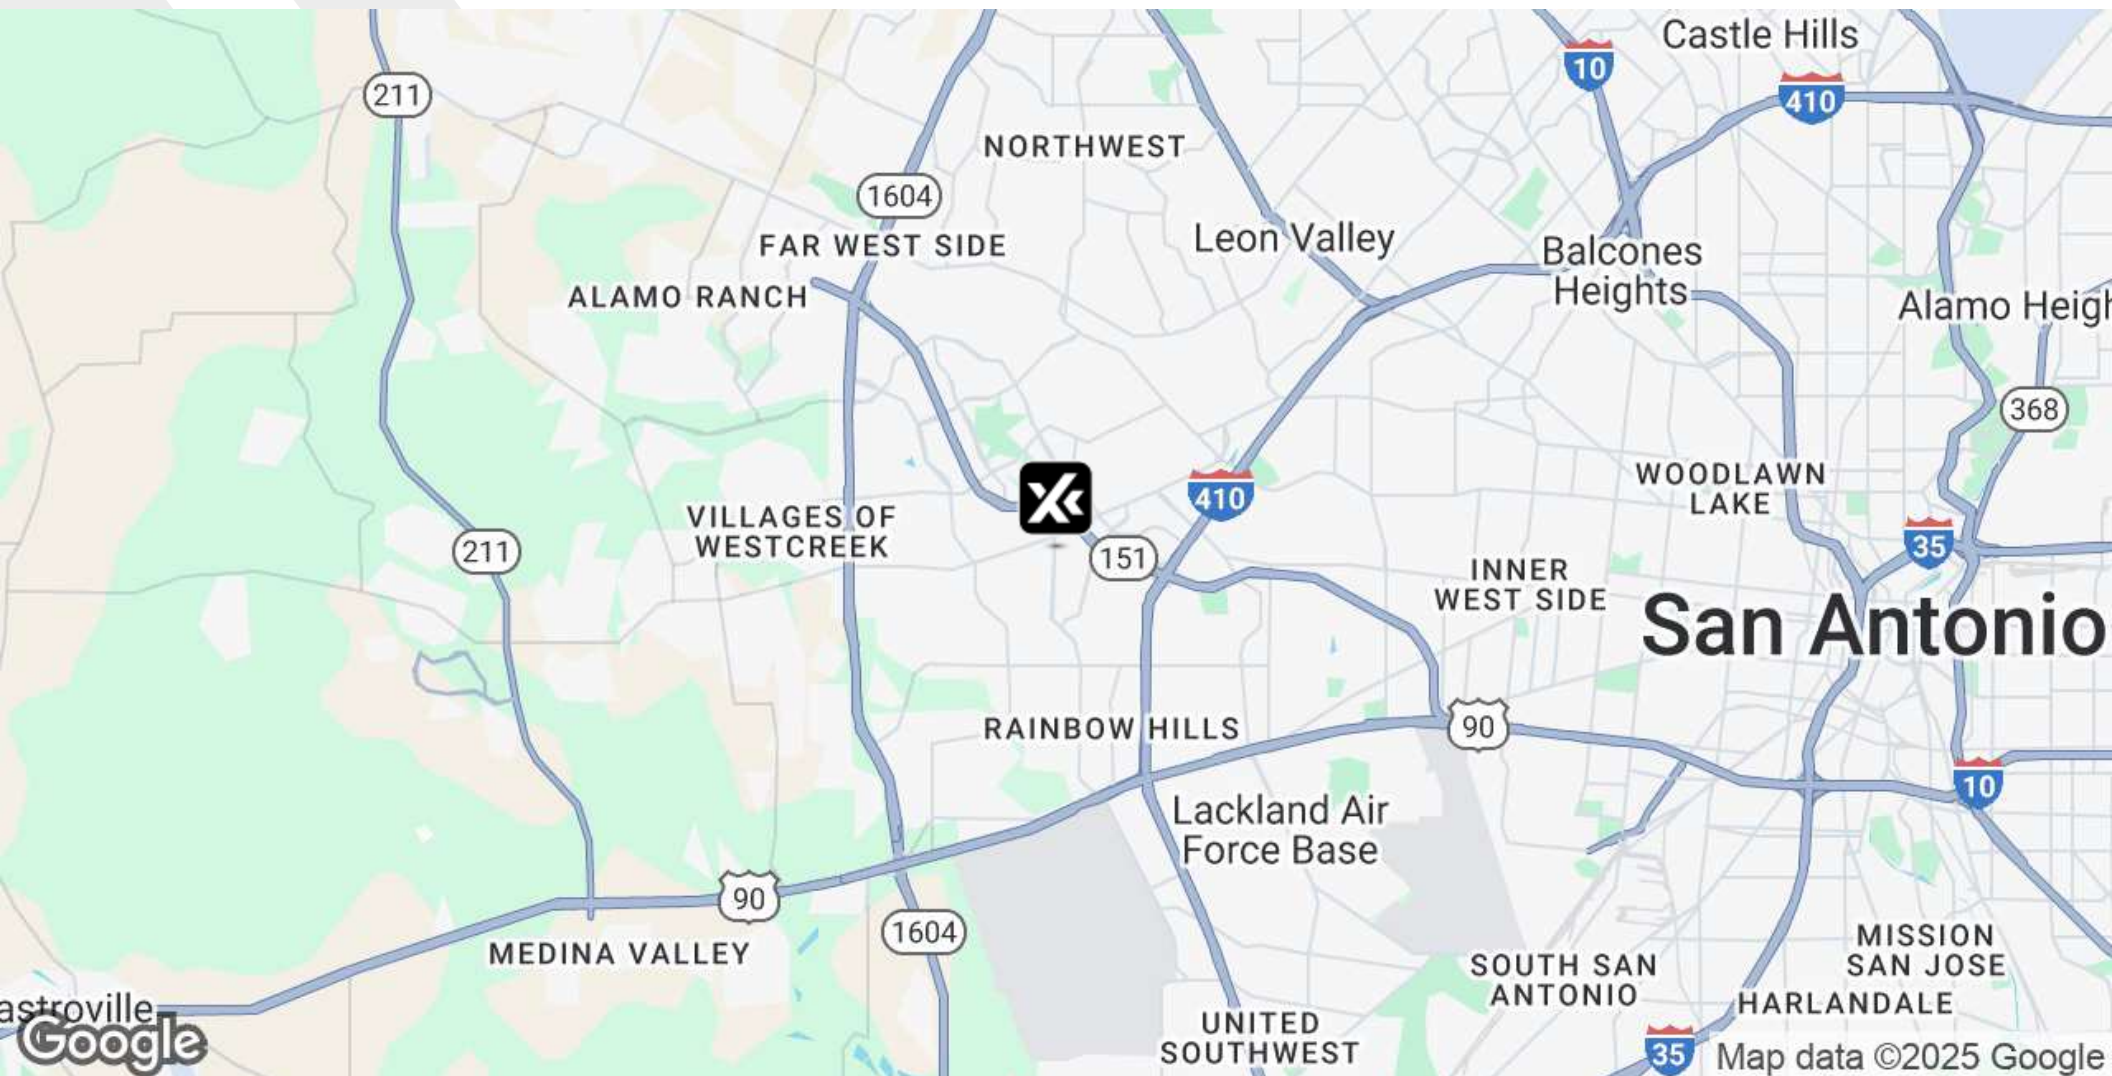 Castle Hills
10
410
211
NORTHWEST
1604
FAR WEST SIDE
Leon Valley
Balcones
Heights
ALAMO RANCH
Alamo Heigh
368
WOODLAWN
LAKE
410
VILLAGES OF
WESTCREEK
211
151
35
INNER
WEST SIDE
San Antonio
RAINBOW HILLS
90
10
Lackland Air
Force Base
90
1604
MEDINA VALLEY
MISSION
SAN JOSE
SOUTH SAN
ANTONIO
HARLANDALE
astroville
Google
UNITED
SOUTHWEST
35
Map data ©2025 Google